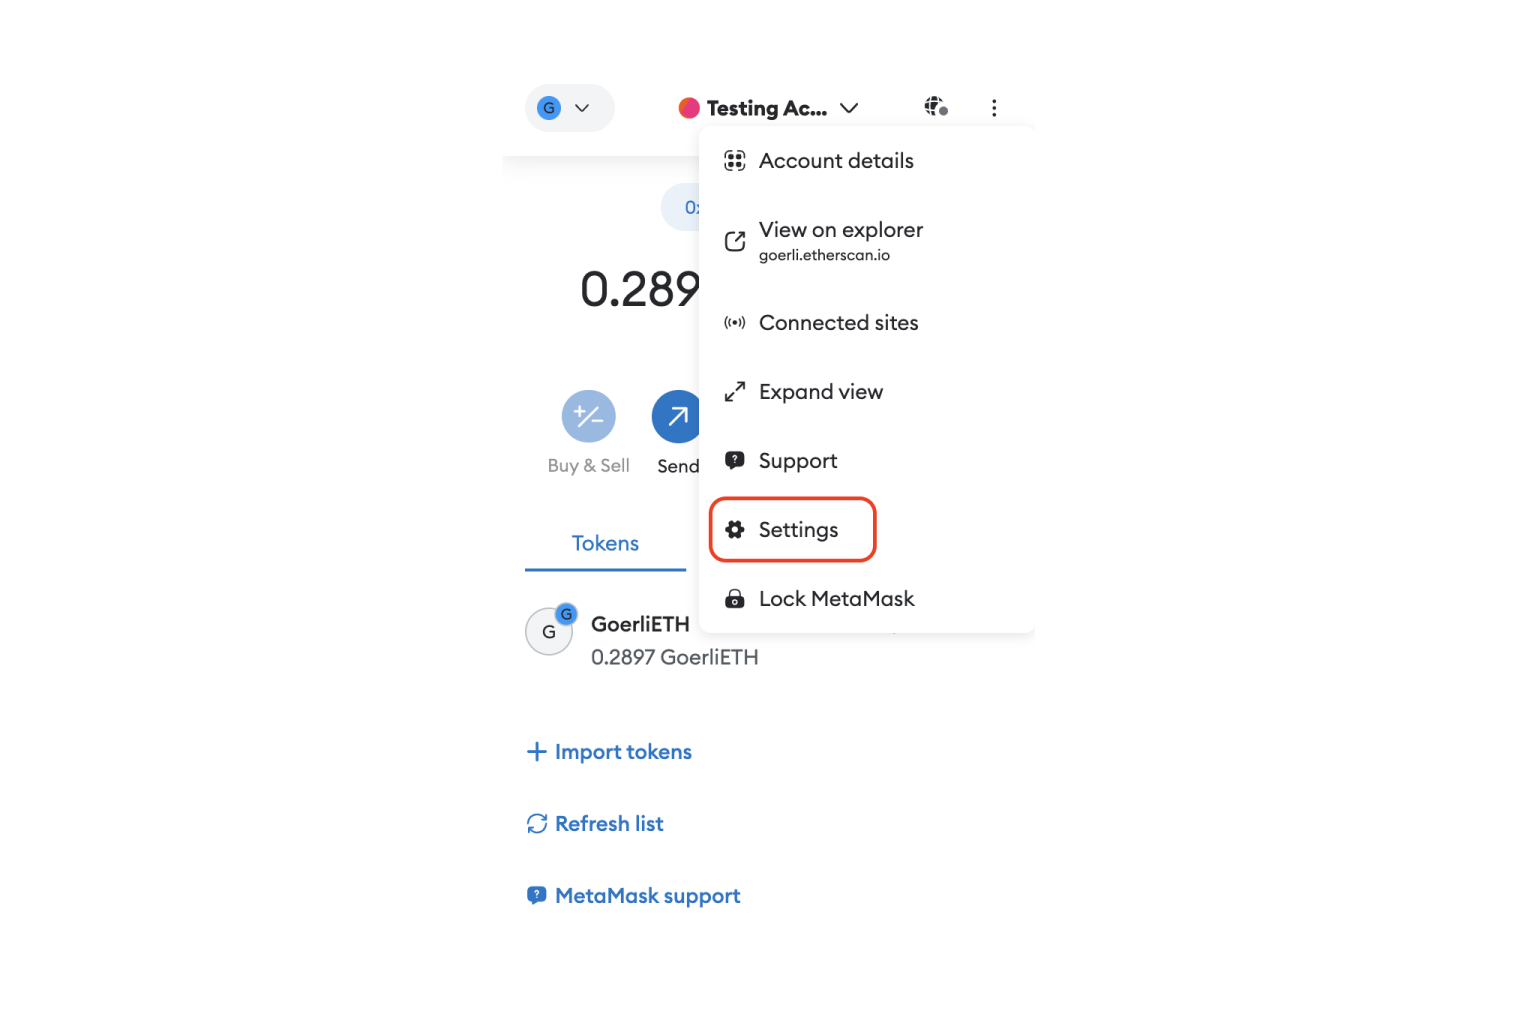 G
Testing Ac...
Account details
0x
View on explorer
goerli.etherscan.io
0.289
Connected sites
Expand view
Buy & Sell
Send
Support
Settings
Tokens
Lock MetaMask
G
G
GoerliETH
0.2897 GoerliETH
Import tokens
Refresh list
MetaMask support